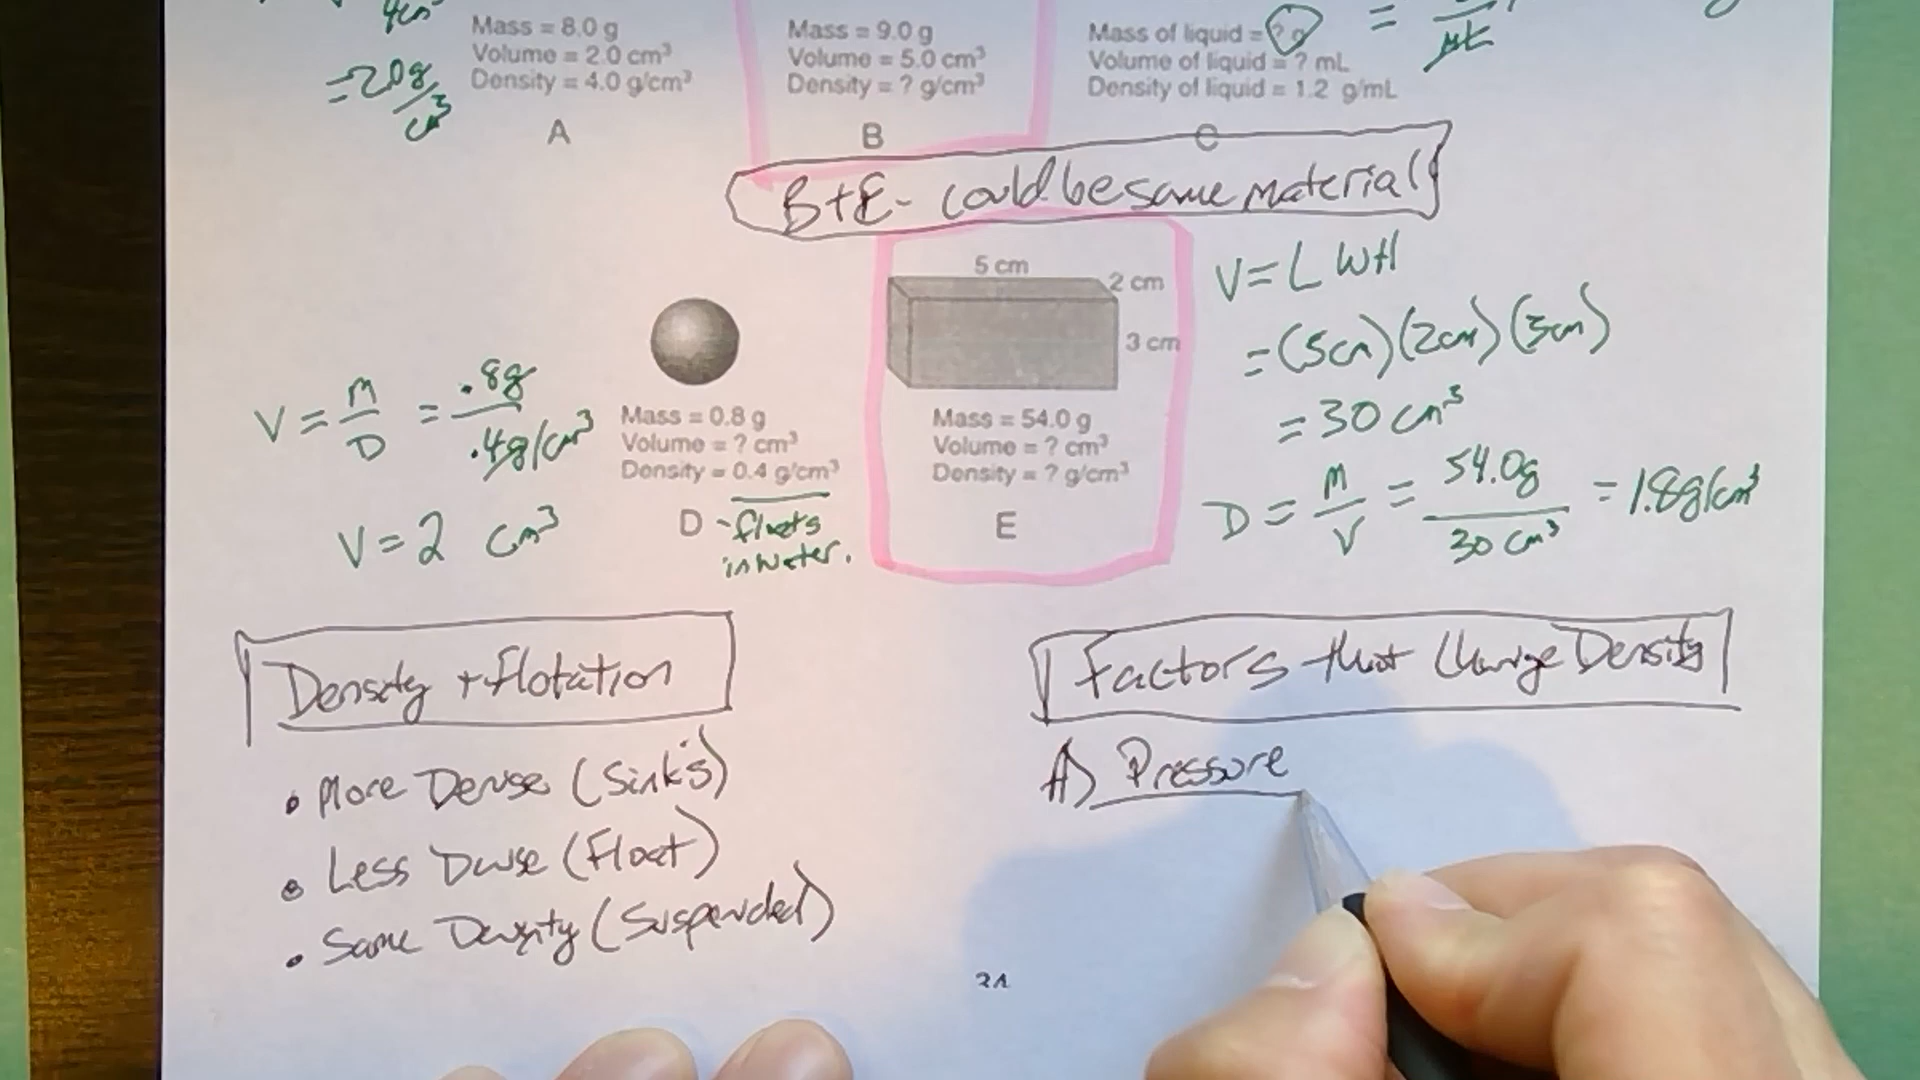 4cm
= 2.0g/cm³
Mass = 8.0 g
Volume = 2.0 cm³
Density = 4.0 g/cm³
A
Mass = 9.0 g
Volume = 5.0 cm³
Density = ? g/cm³
B
Mass of liquid = ? g
Volume of liquid = ? mL
Density of liquid = 1.2 g/mL
C
=
B+E- could be same material
V = M/D = .8g/.4g/cm³
V = 2 cm³
Mass = 0.8 g
Volume = ? cm³
Density = 0.4 g/cm³
D - floats
in water.
5 cm
2 cm
3 cm
Mass = 54.0 g
Volume = ? cm³
Density = ? g/cm³
E
V = L W H
= (5cm)(2cm)(3cm)
= 30 cm³
D = M/V = 54.0g/30 cm³ = 1.8g/cm³
Density + Flotation
• More Dense (Sinks)
• Less Dense (Float)
• Same Density (Suspended)
Factors that Change Density
A) Pressure